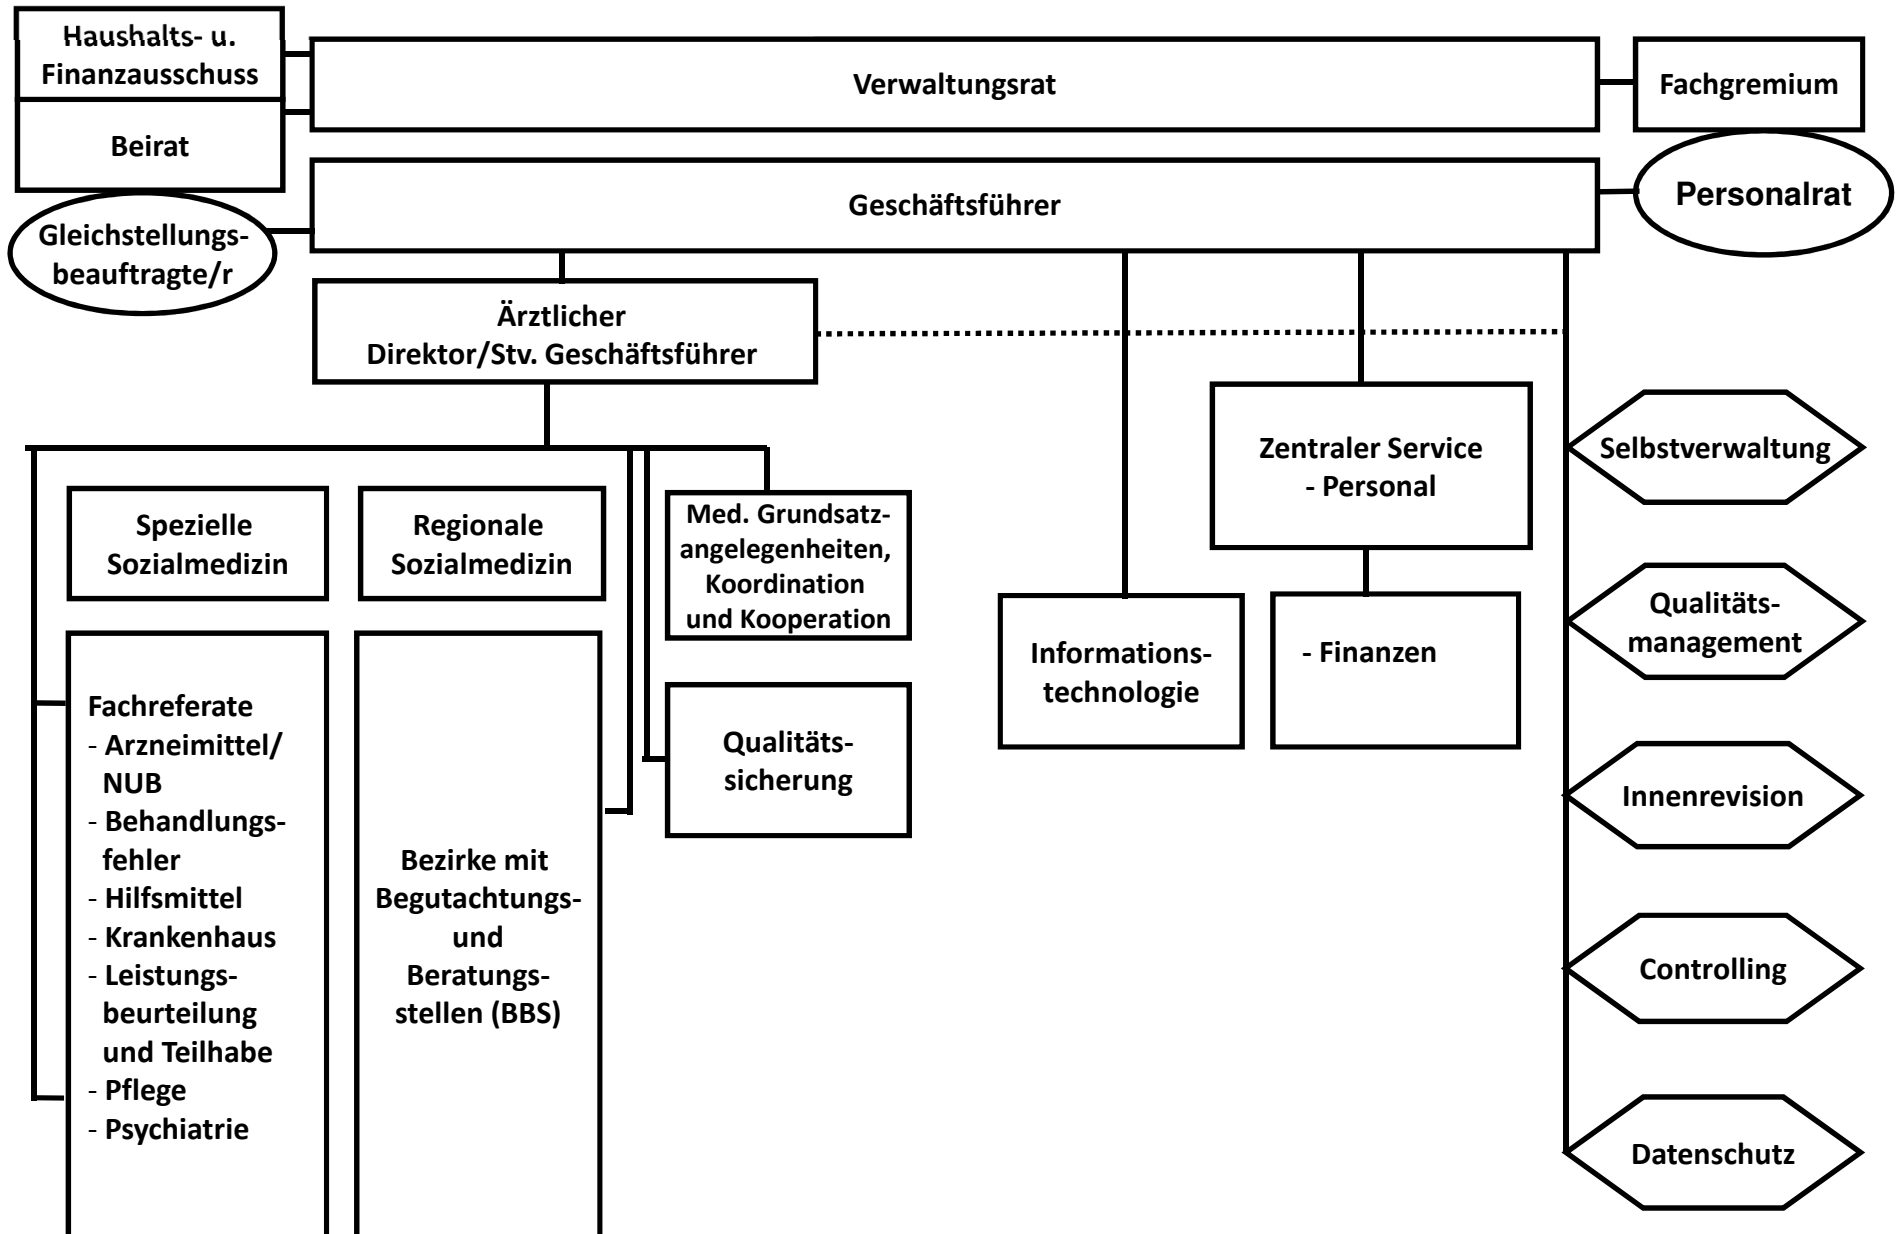 Haushalts- u.
Finanzausschuss
Verwaltungsrat
Fachgremium
Beirat
Geschäftsführer
Personalrat
Gleichstellungs-
beauftragte/r
Ärztlicher
Direktor/Stv. Geschäftsführer
Zentraler Service
- Personal
Selbstverwaltung
Spezielle
Sozialmedizin
Regionale
Sozialmedizin
Med. Grundsatz-
angelegenheiten,
Koordination
und Kooperation
Qualitäts-
management
Informations-
technologie
- Finanzen
Fachreferate
- Arzneimittel/
NUB
- Behandlungs-
fehler
- Hilfsmittel
- Krankenhaus
- Leistungs-
beurteilung
und Teilhabe
- Pflege
- Psychiatrie
Bezirke mit
Begutachtungs-
und
Beratungs-
stellen (BBS)
Qualitäts-
sicherung
Innenrevision
Controlling
Datenschutz